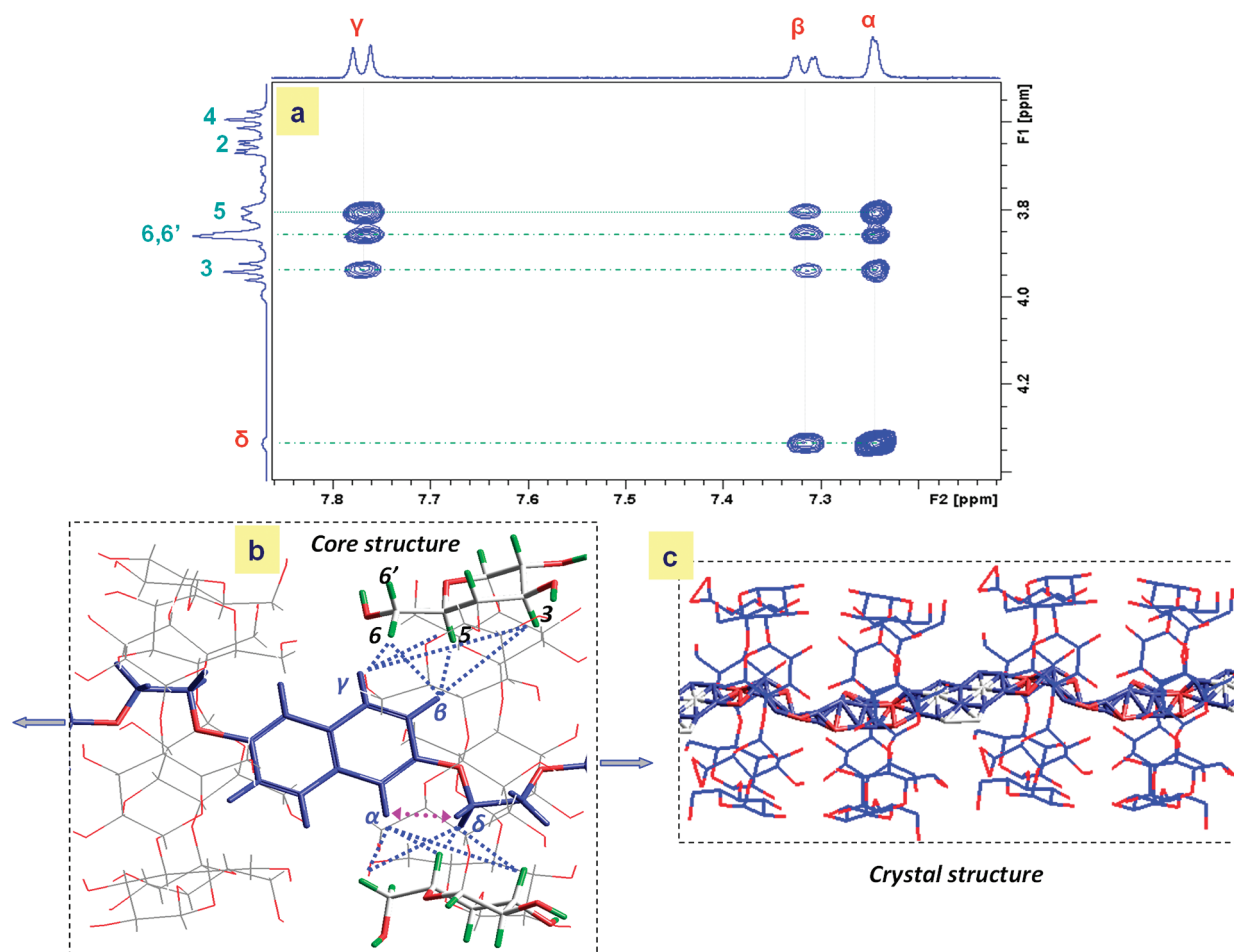 γ
β
α
a
4
2
5
6,6’
3
δ
F1 [ppm]
3.8
4.0
4.2
7.8
7.7
7.6
7.5
7.4
7.3
F2 [ppm]
b
Core structure
6’
6
5
3
γ
β
α
δ
c
Crystal structure